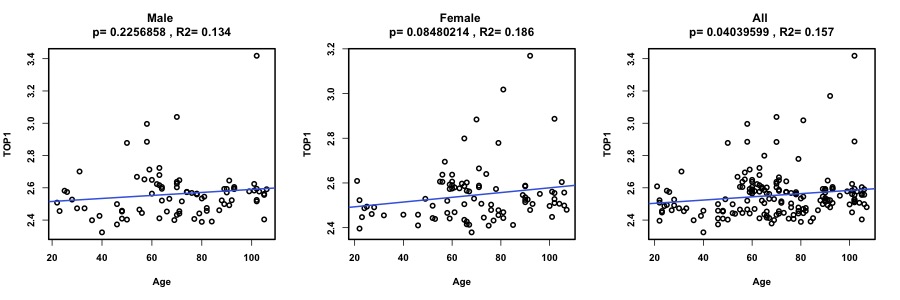 Male
p= 0.2256858 , R2= 0.134
TOP1
3.4
3.2
3.0
2.8
2.6
2.4
20 40 60 80 100
Age
Female
p= 0.08480214 , R2= 0.186
TOP1
3.2
3.0
2.8
2.6
2.4
20 40 60 80 100
Age
All
p= 0.04039599 , R2= 0.157
TOP1
3.4
3.2
3.0
2.8
2.6
2.4
20 40 60 80 100
Age